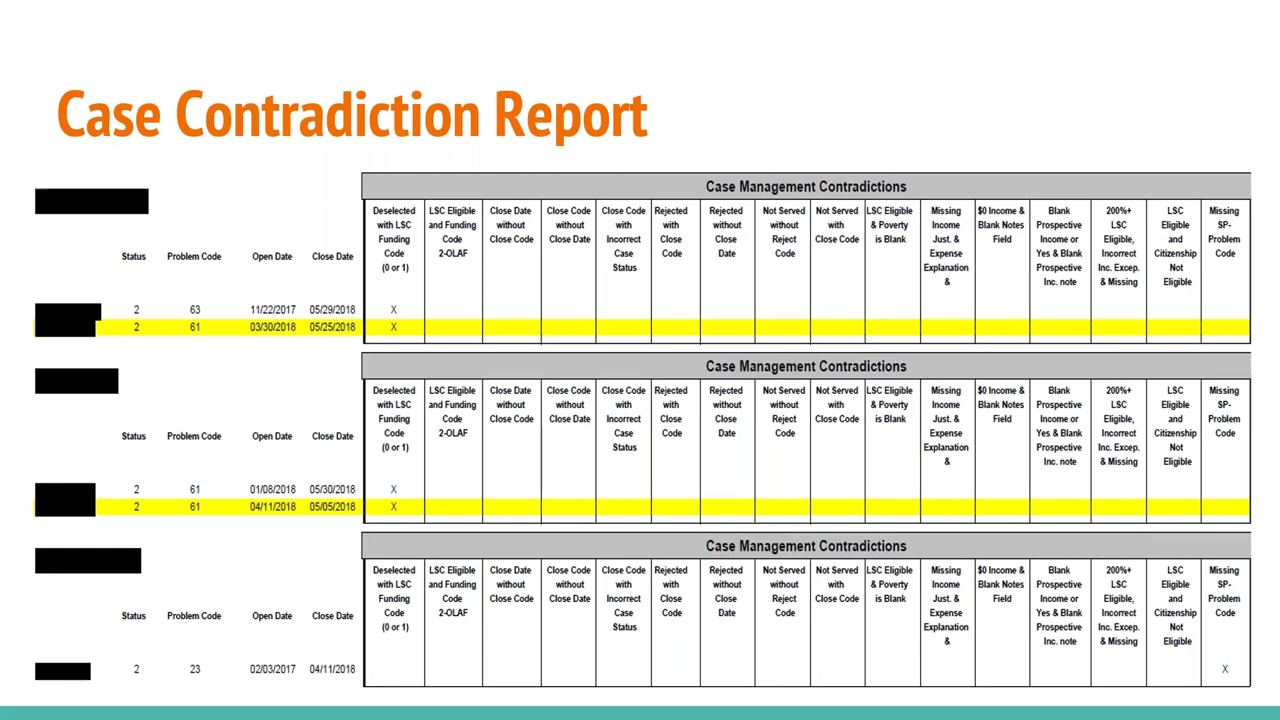 Case Contradiction Report
Case Management Contradictions
Deselected LSC Eligible Close Date Close Code Close Code Rejected Rejected Not Served Not Served LSC Eligible Missing $0 Income & Blank 200%+ LSC Missing
with LSC and Funding without without with with without without with & Poverty Income Blank Notes Prospective LSC Eligible SP-
Funding Code Close Code Close Date Incorrect Close Close Reject Close Code is Blank Just. & Field Income or Eligible, and Problem
Status Problem Code Open Date Close Date Code 2-OLAF Case Code Date Code Expense Yes & Blank Incorrect Citizenship Code
(0 or 1) Status Explanation Prospective Inc. Excep. Not
& Inc. note & Missing Eligible
2 63 11/22/2017 05/29/2018 X
2 61 03/30/2018 05/25/2018 X
Case Management Contradictions
Deselected LSC Eligible Close Date Close Code Close Code Rejected Rejected Not Served Not Served LSC Eligible Missing $0 Income & Blank 200%+ LSC Missing
with LSC and Funding without without with with without without with & Poverty Income Blank Notes Prospective LSC Eligible SP-
Funding Code Close Code Close Date Incorrect Close Close Reject Close Code is Blank Just. & Field Income or Eligible, and Problem
Status Problem Code Open Date Close Date Code 2-OLAF Case Code Date Code Expense Yes & Blank Incorrect Citizenship Code
(0 or 1) Status Explanation Prospective Inc. Excep. Not
& Inc. note & Missing Eligible
2 61 01/08/2018 05/30/2018 X
2 61 04/11/2018 05/05/2018 X
Case Management Contradictions
Deselected LSC Eligible Close Date Close Code Close Code Rejected Rejected Not Served Not Served LSC Eligible Missing $0 Income & Blank 200%+ LSC Missing
with LSC and Funding without without with with without without with & Poverty Income Blank Notes Prospective LSC Eligible SP-
Funding Code Close Code Close Date Incorrect Close Close Reject Close Code is Blank Just. & Field Income or Eligible, and Problem
Status Problem Code Open Date Close Date Code 2-OLAF Case Code Date Code Expense Yes & Blank Incorrect Citizenship Code
(0 or 1) Status Explanation Prospective Inc. Excep. Not
& Inc. note & Missing Eligible
2 23 02/03/2017 04/11/2018 X